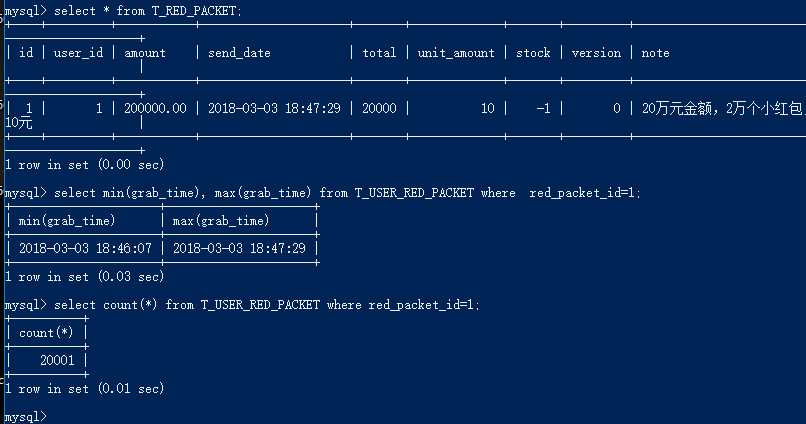 mysql> select * from T_RED_PACKET;
| id | user_id | amount | send_date | total | unit_amount | stock | version | note
|
| 1 | 1 | 200000.00 | 2018-03-03 18:47:29 | 20000 | 10 | -1 | 0 | 20万元金额，2万个小红包，
10元 |
1 row in set (0.00 sec)
mysql> select min(grab_time), max(grab_time) from T_USER_RED_PACKET where red_packet_id=1;
| min(grab_time) | max(grab_time) |
| 2018-03-03 18:46:07 | 2018-03-03 18:47:29 |
1 row in set (0.03 sec)
mysql> select count(*) from T_USER_RED_PACKET where red_packet_id=1;
| count(*) |
| 20001 |
1 row in set (0.01 sec)
mysql>